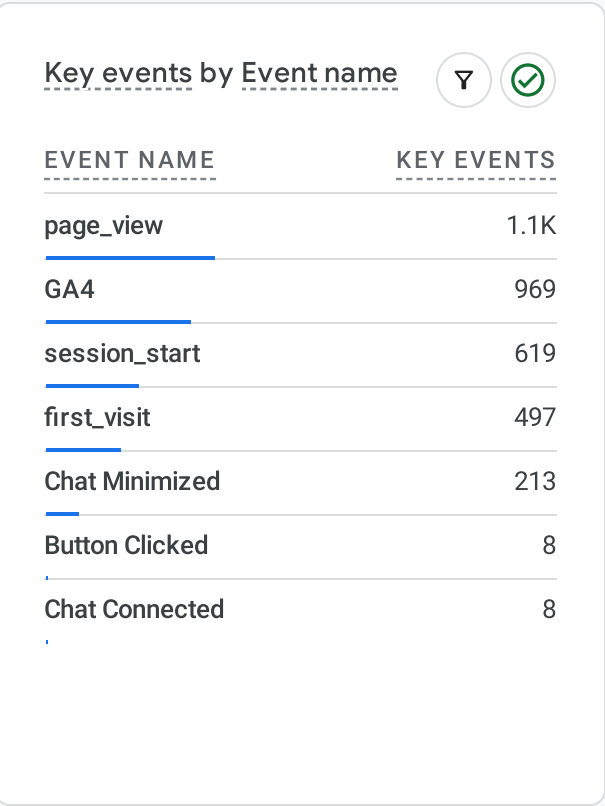 Key events by Event name
EVENT NAME KEY EVENTS
page_view 1.1K
GA4 969
session_start 619
first_visit 497
Chat Minimized 213
Button Clicked 8
Chat Connected 8